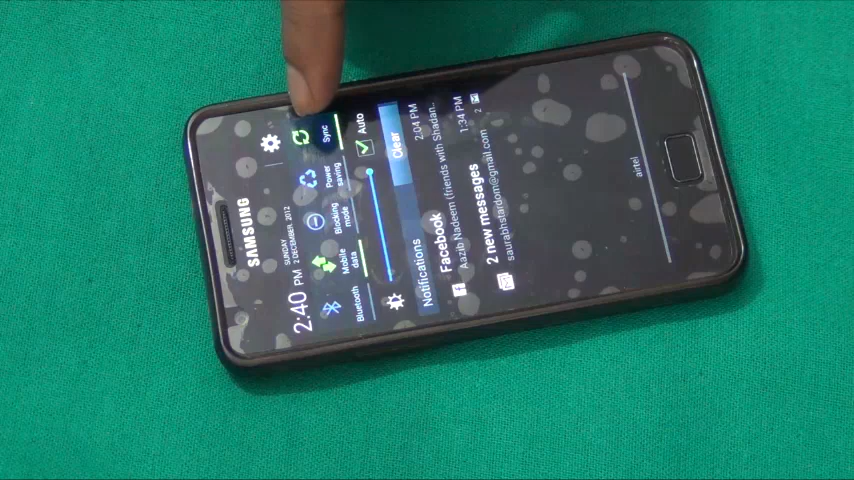 SAMSUNG
2:40 PM SUNDAY
2 DECEMBER, 2012
Bluetooth
Mobile data
Blocking mode
Power saving
Sync
Auto
Notifications
Clear
Facebook 2:04 PM
Aazib Nadeem (friends with Shadan..
2 new messages 1:34 PM
saurabhstardom@gmail.com 2
airtel